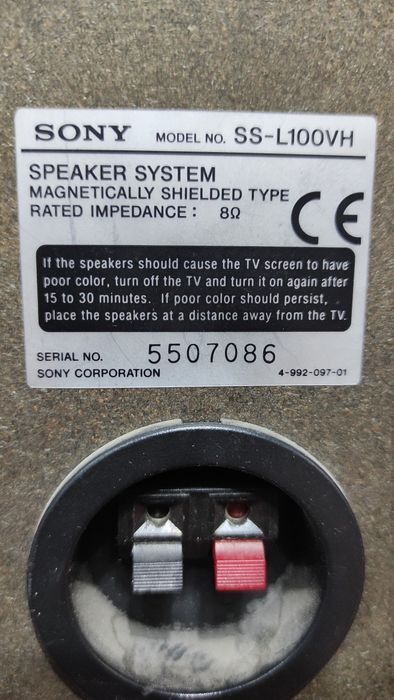 SONY MODEL NO. SS-L100VH
SPEAKER SYSTEM
MAGNETICALLY SHIELDED TYPE
RATED IMPEDANCE : 8Ω
CE
If the speakers should cause the TV screen to have
poor color, turn off the TV and turn it on again after
15 to 30 minutes. If poor color should persist,
place the speakers at a distance away from the TV.
SERIAL NO. 5507086
SONY CORPORATION 4-992-097-01